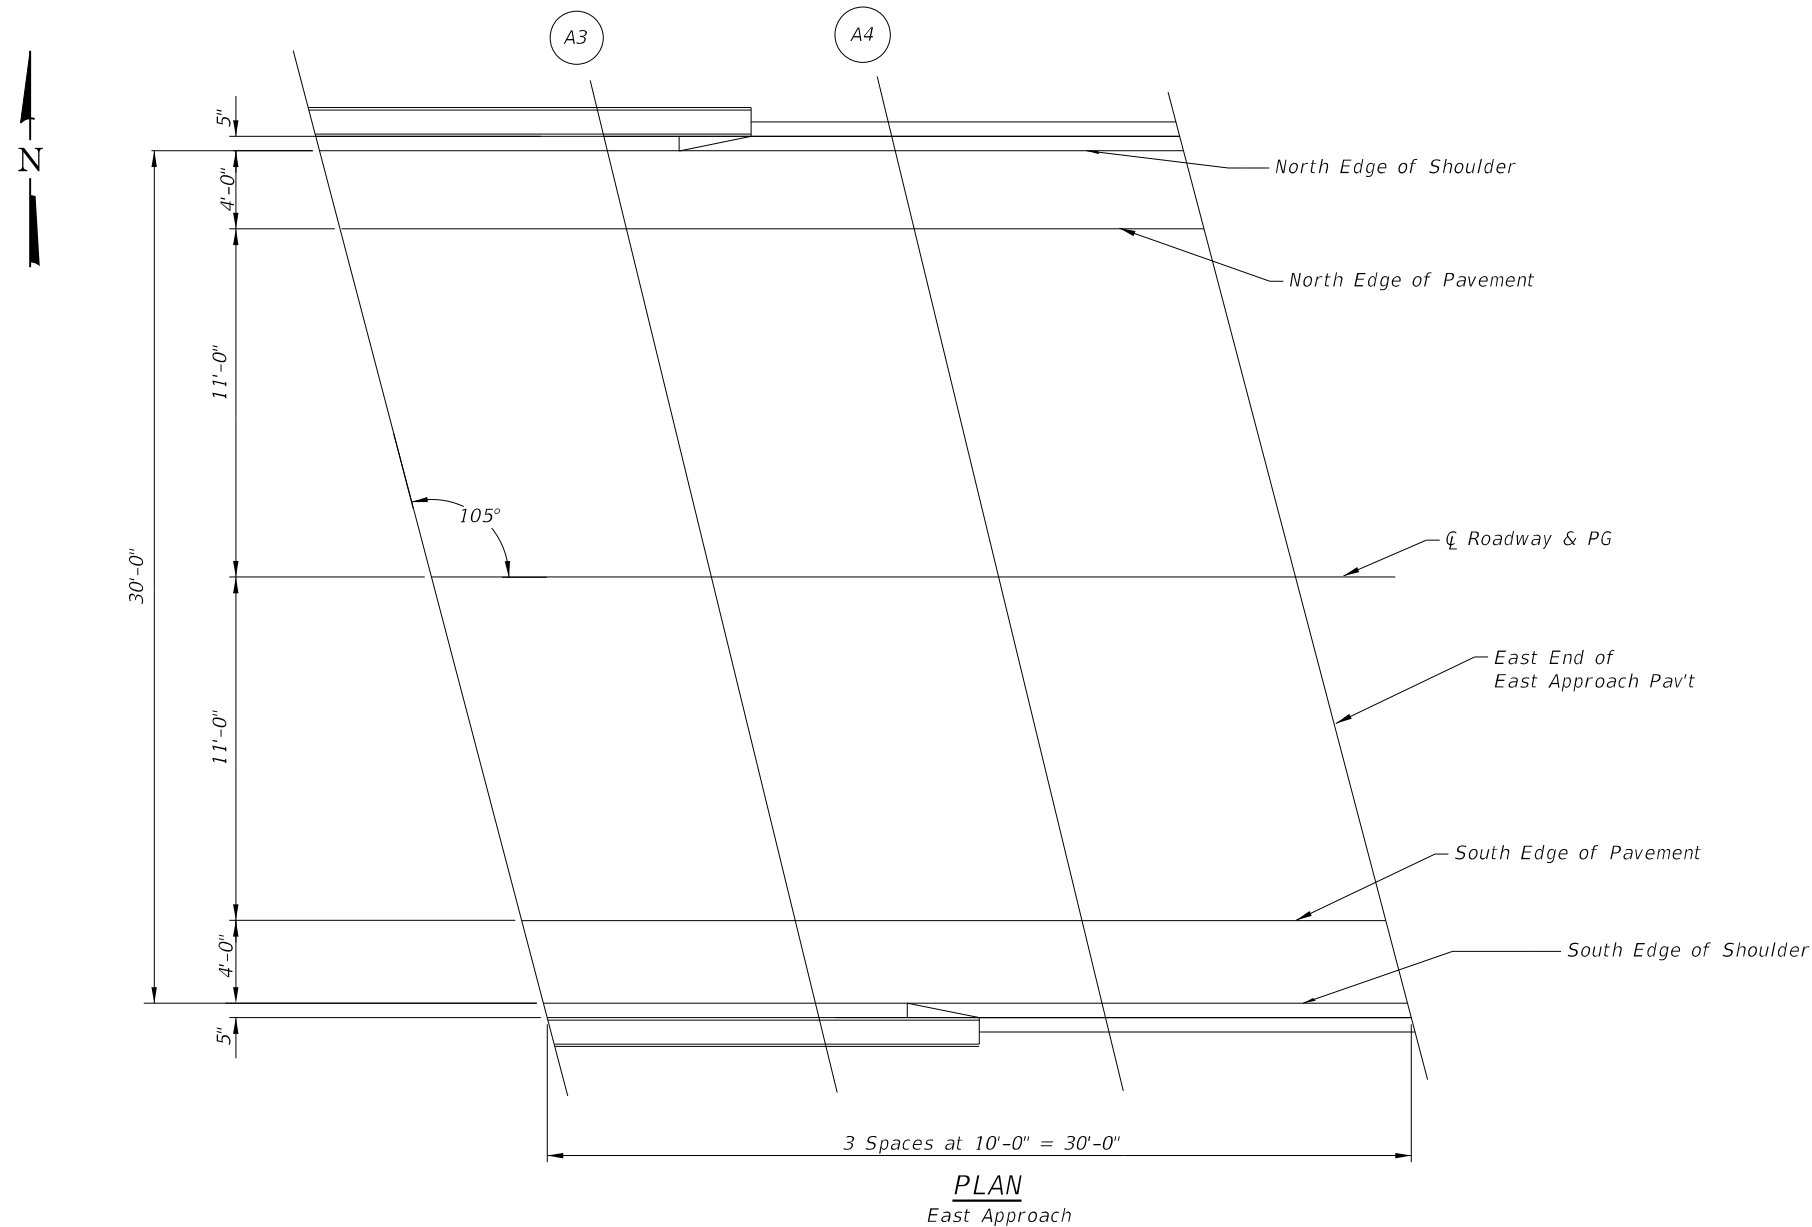 A3
A4
5"
N
4'-0"
North Edge of Shoulder
North Edge of Pavement
11'-0"
105°
℄ Roadway & PG
30'-0"
East End of
East Approach Pav't
11'-0"
South Edge of Pavement
4'-0"
South Edge of Shoulder
5"
3 Spaces at 10'-0" = 30'-0"
PLAN
East Approach